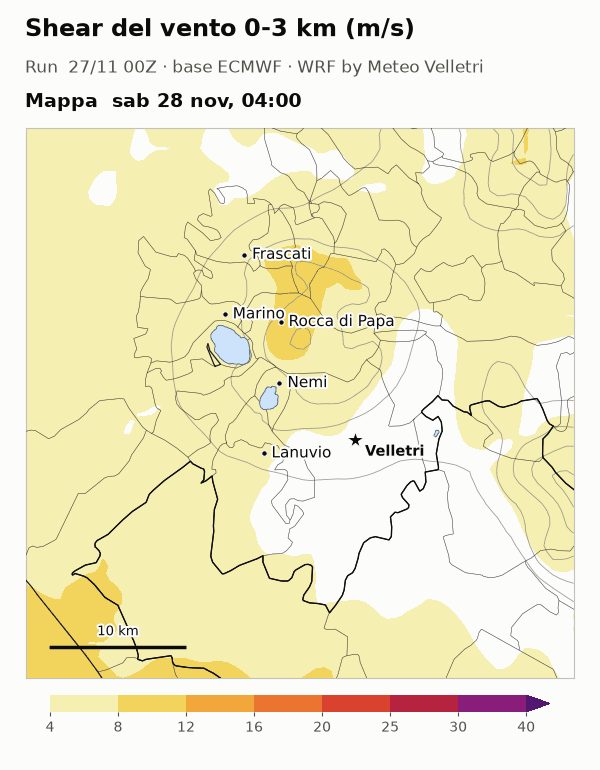 Shear del vento 0-3 km (m/s)
Run  27/11 00Z · base ECMWF · WRF by Meteo Velletri
Mappa  sab 28 nov, 04:00
Frascati
Marino
Rocca di Papa
Nemi
Velletri
Lanuvio
10 km
4 8 12 16 20 25 30 40